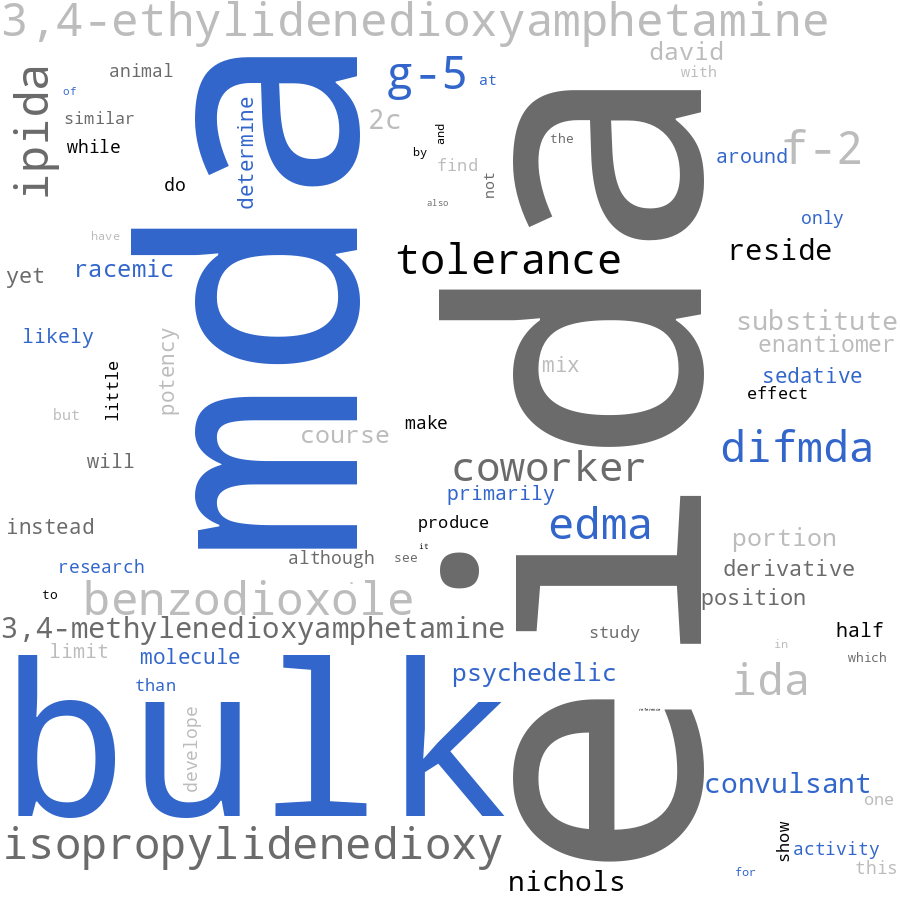 3,4-ethylidenedioxyamphetamine
david
with
animal
g-5
at
ipida
of
mda
determine
2c
similar
while
and
by
the
f-2
around
find
do
not
also
only
have
tolerance
reside
yet
racemic
eida
likely
potency
substitute
enantiomer
mix
sedative
effect
little
but
make
course
difmda
will
coworker
primarily
produce
edma
instead
portion
although
see
it
research
derivative
to
benzodioxole
position
3,4-methylenedioxyamphetamine
study
half
limit
molecule
in
which
than
psychedelic
ida
bulk
develope
convulsant
one
isopropylidenedioxy
show
activity
this
for
nichols